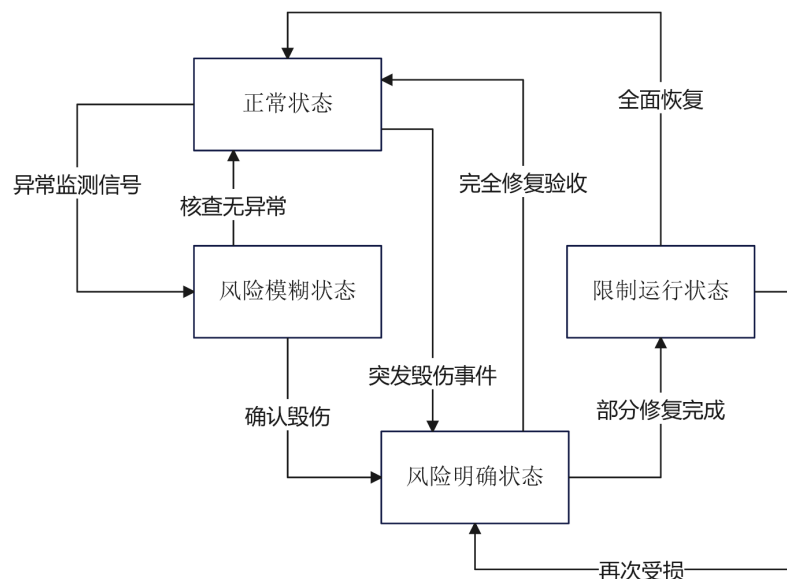 正常状态
全面恢复
异常监测信号
核查无异常
完全修复验收
风险模糊状态
限制运行状态
突发毁伤事件
确认毁伤
部分修复完成
风险明确状态
再次受损